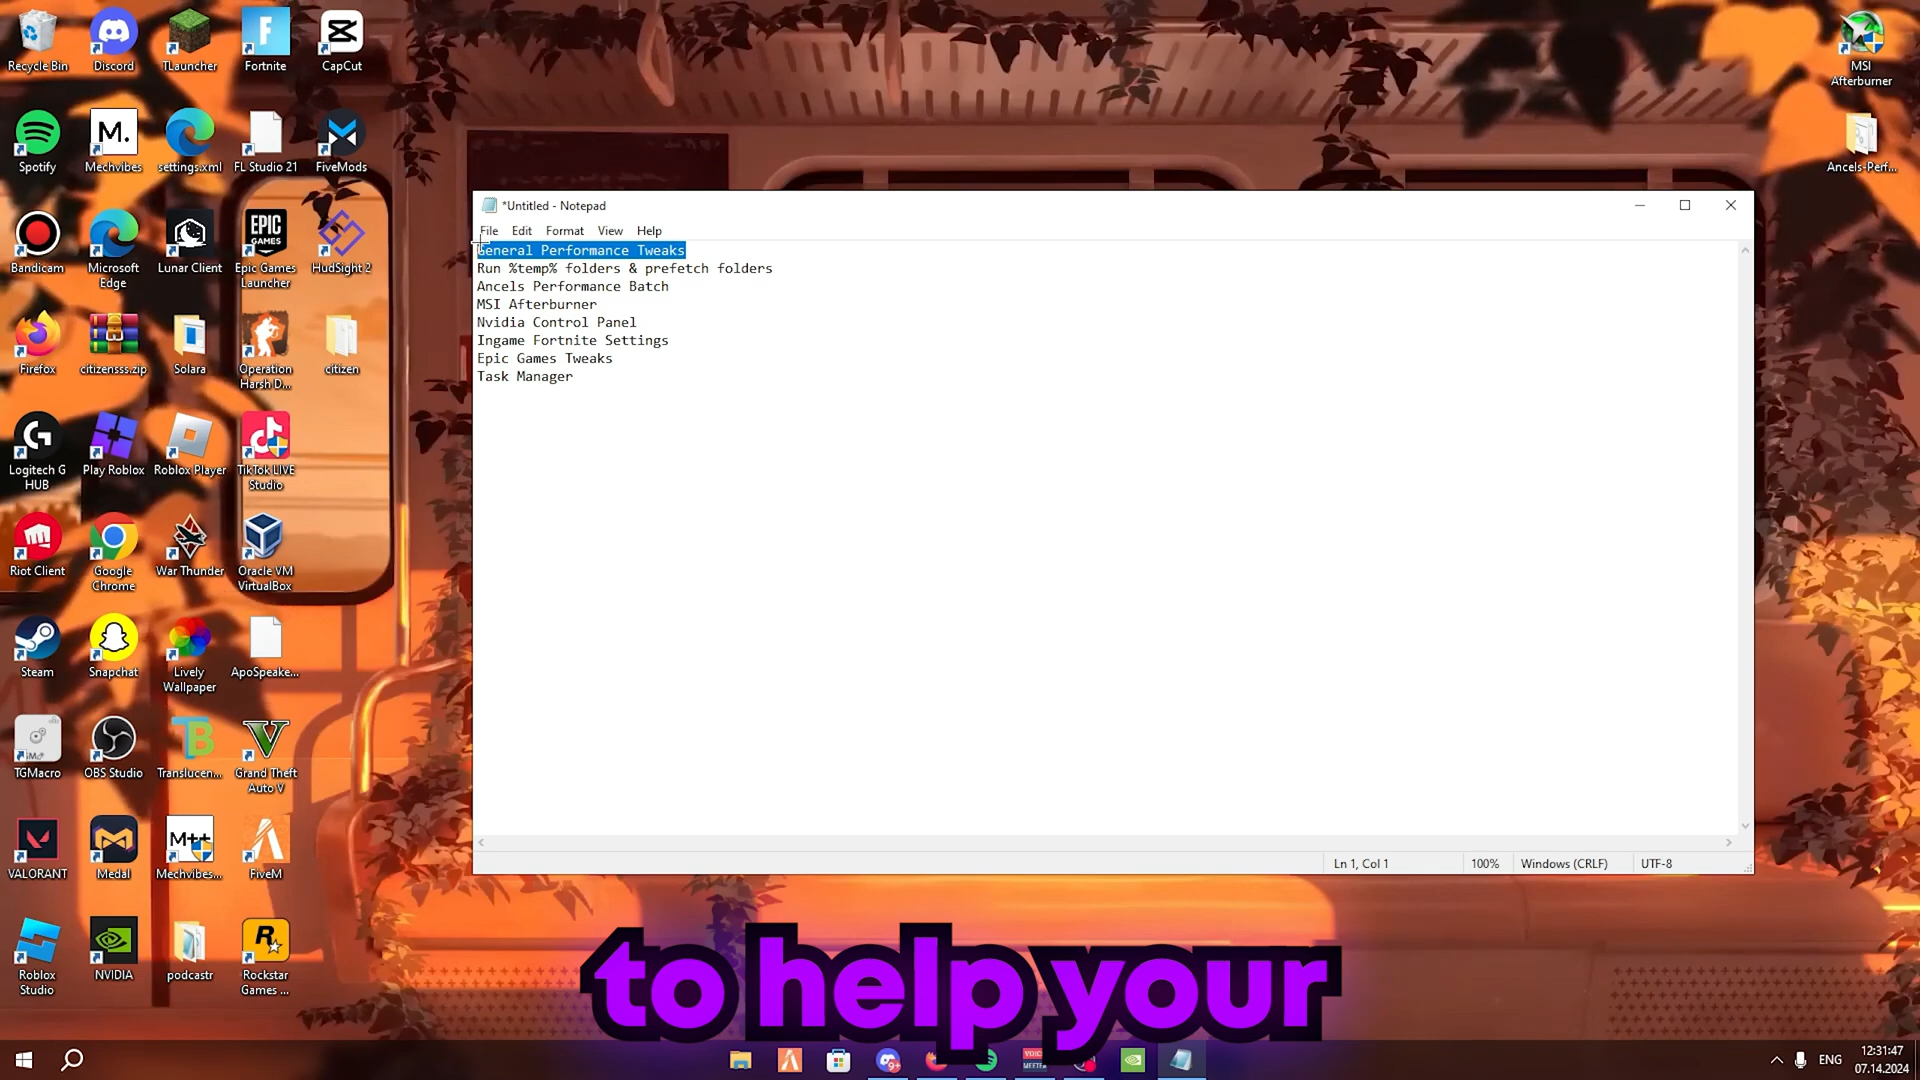 Recycle Bin
Discord
TLauncher
Fortnite
CapCut
MSI
Afterburner
Spotify
M.
Mechvibes
settings.xml
FL Studio 21
FiveMods
Ancels-Perf...
Bandicam
Microsoft
Edge
Lunar Client
EPIC
GAMES
Epic Games
Launcher
HudSight 2
Firefox
citizensss.zip
Solara
Operation
Harsh D...
citizen
Logitech G
HUB
Play Roblox
Roblox Player
TikTok LIVE
Studio
Riot Client
Google
Chrome
War Thunder
Oracle VM
VirtualBox
Steam
Snapchat
Lively
Wallpaper
ApoSpeake...
TGMacro
OBS Studio
TB
Translucen...
Grand Theft
Auto V
VALORANT
Medal
M++
Mechvibes...
FiveM
Roblox
Studio
NVIDIA
podcastr
Rockstar
Games ...
*Untitled - Notepad
File Edit Format View Help
General Performance Tweaks
Run %temp% folders & prefetch folders
Ancels Performance Batch
MSI Afterburner
Nvidia Control Panel
Ingame Fortnite Settings
Epic Games Tweaks
Task Manager
Ln 1, Col 1
100%
Windows (CRLF)
UTF-8
to help your
ENG
12:31:47
07.14.2024